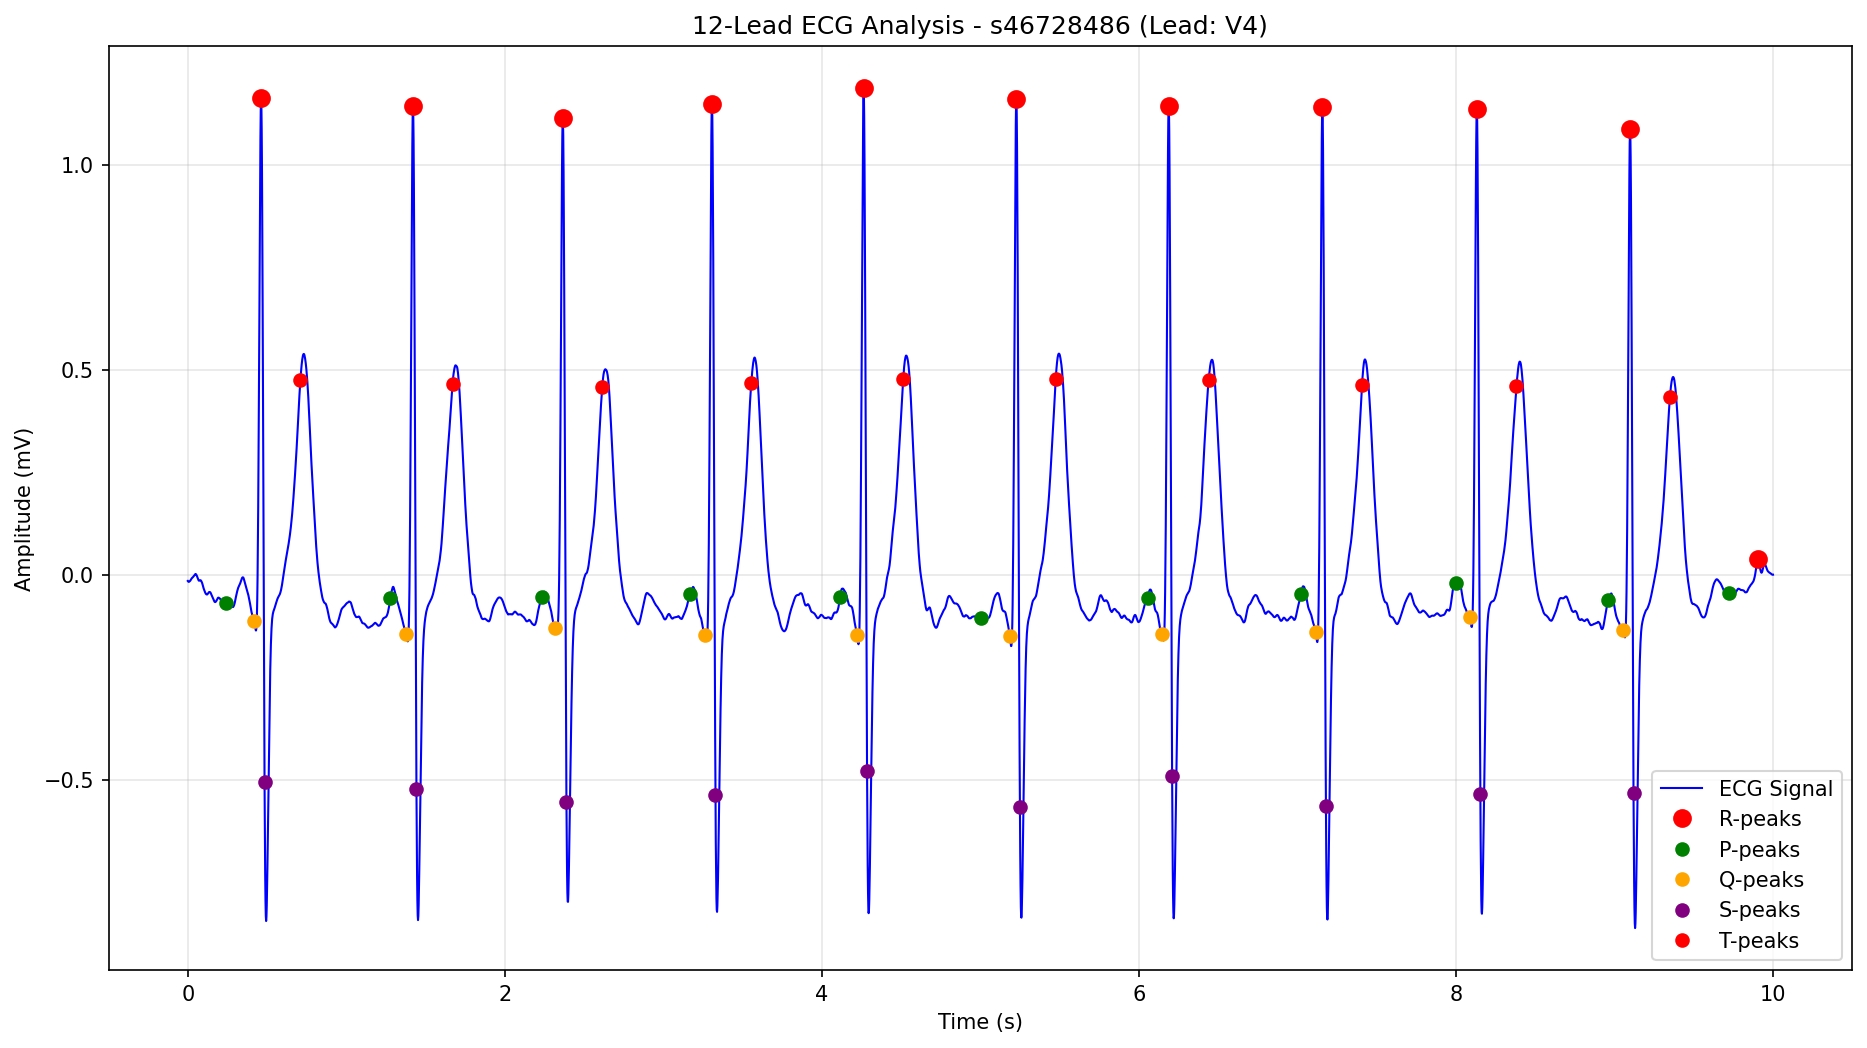 12-Lead ECG Analysis - s46728486 (Lead: V4)
Amplitude (mV)
1.0
0.5
0.0
−0.5
0
2
4
6
8
10
Time (s)
ECG Signal
R-peaks
P-peaks
Q-peaks
S-peaks
T-peaks